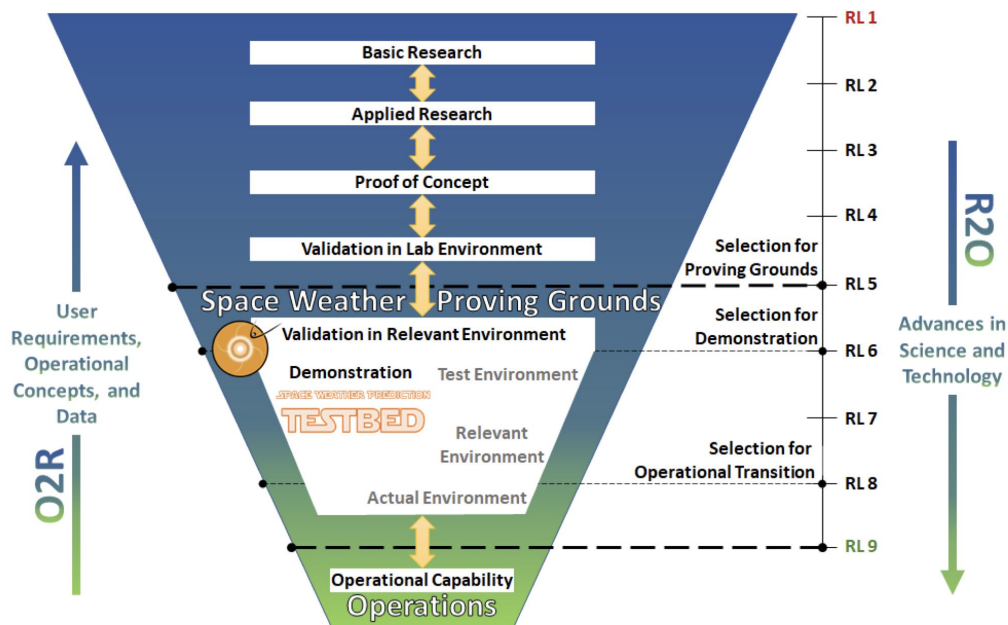 RL 1
Basic Research
RL 2
Applied Research
RL 3
Proof of Concept
RL 4
Validation in Lab Environment
Selection for
Proving Grounds
RL 5
Space Weather Proving Grounds
Validation in Relevant Environment
Selection for
Demonstration
RL 6
Demonstration
Test Environment
SPACE WEATHER PREDICTION
TESTBED
RL 7
Relevant
Environment
Selection for
Operational Transition
RL 8
Actual Environment
RL 9
Operational Capability
Operations
User
Requirements,
Operational
Concepts, and
Data
O2R
R2O
Advances in
Science and
Technology